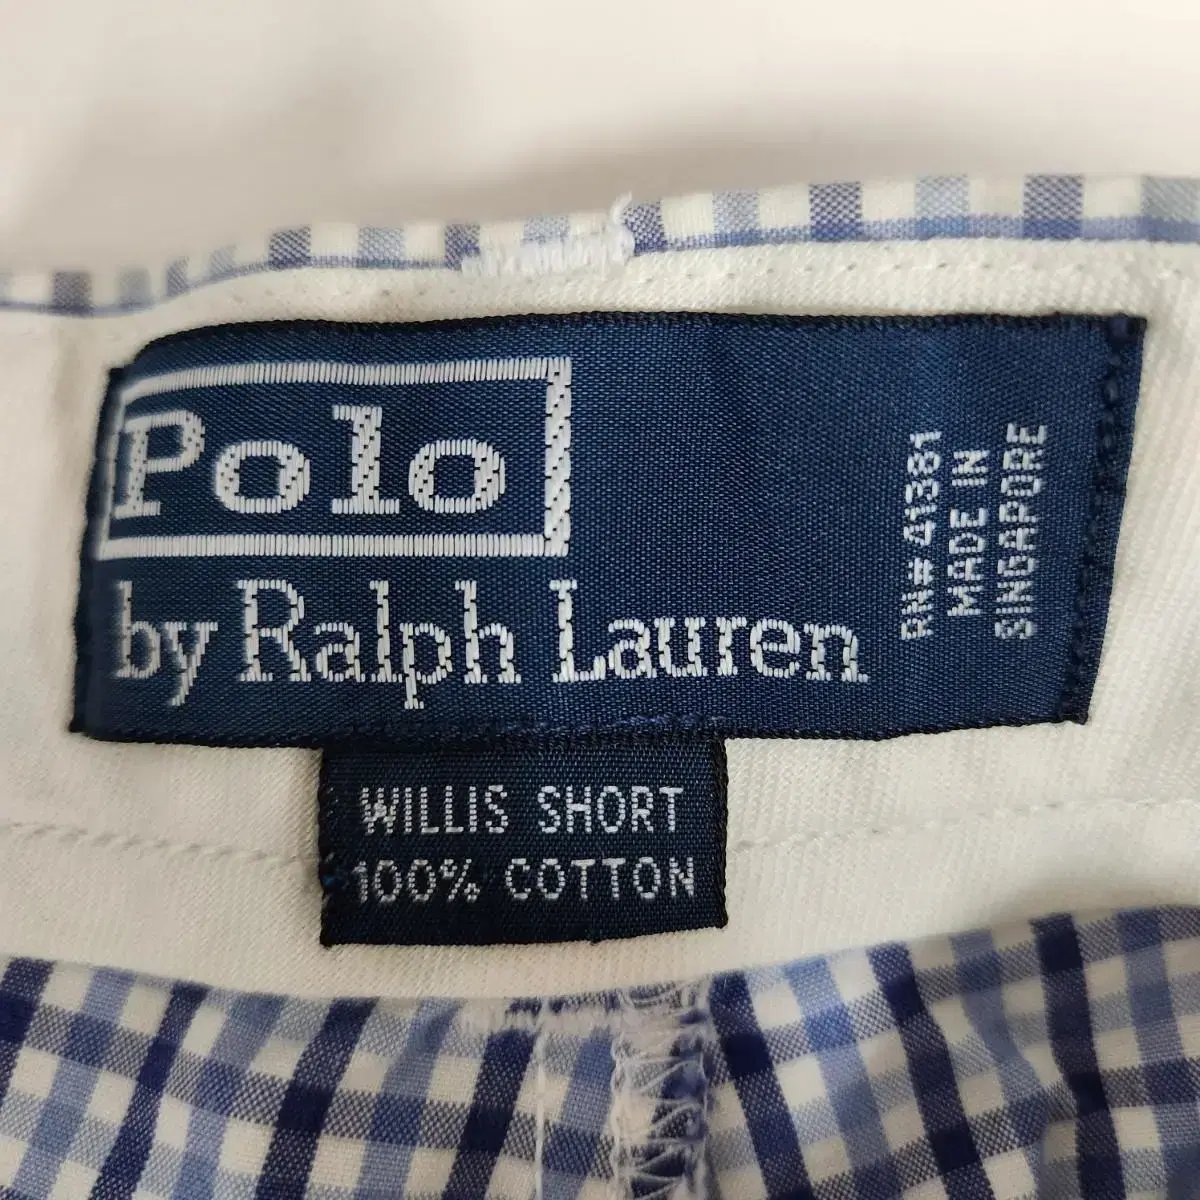 Polo
by Ralph Lauren
RN# 41381
MADE IN
SINGAPORE
WILLIS SHORT
100% COTTON